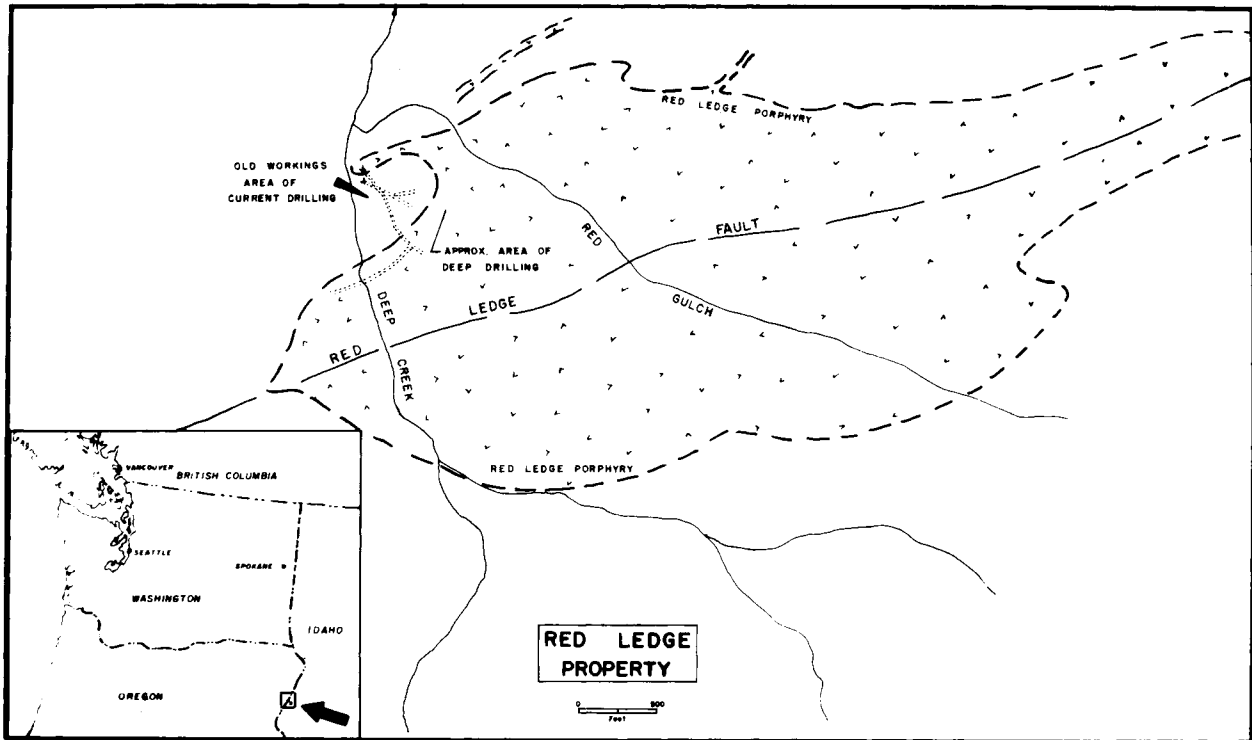 RED LEDGE PORPHYRY
OLD WORKINGS
AREA OF
CURRENT DRILLING
APPROX. AREA OF
DEEP DRILLING
RED
GULCH
RED
LEDGE
FAULT
DEEP
CREEK
RED LEDGE PORPHYRY
VANCOUVER
BRITISH COLUMBIA
SEATTLE
SPOKANE
WASHINGTON
IDAHO
OREGON
RED LEDGE
PROPERTY
0
Feet